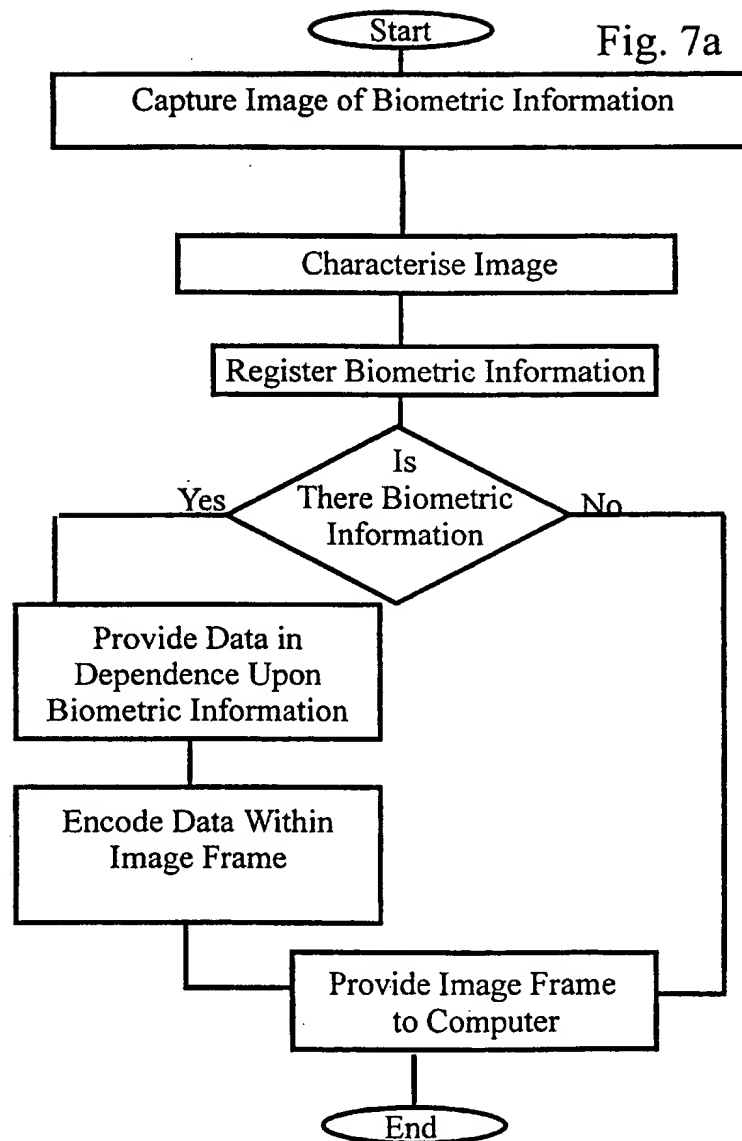 Start
Fig. 7a
Capture Image of Biometric Information
Characterise Image
Register Biometric Information
Is
There Biometric
Information
Yes
No
Provide Data in
Dependence Upon
Biometric Information
Encode Data Within
Image Frame
Provide Image Frame
to Computer
End